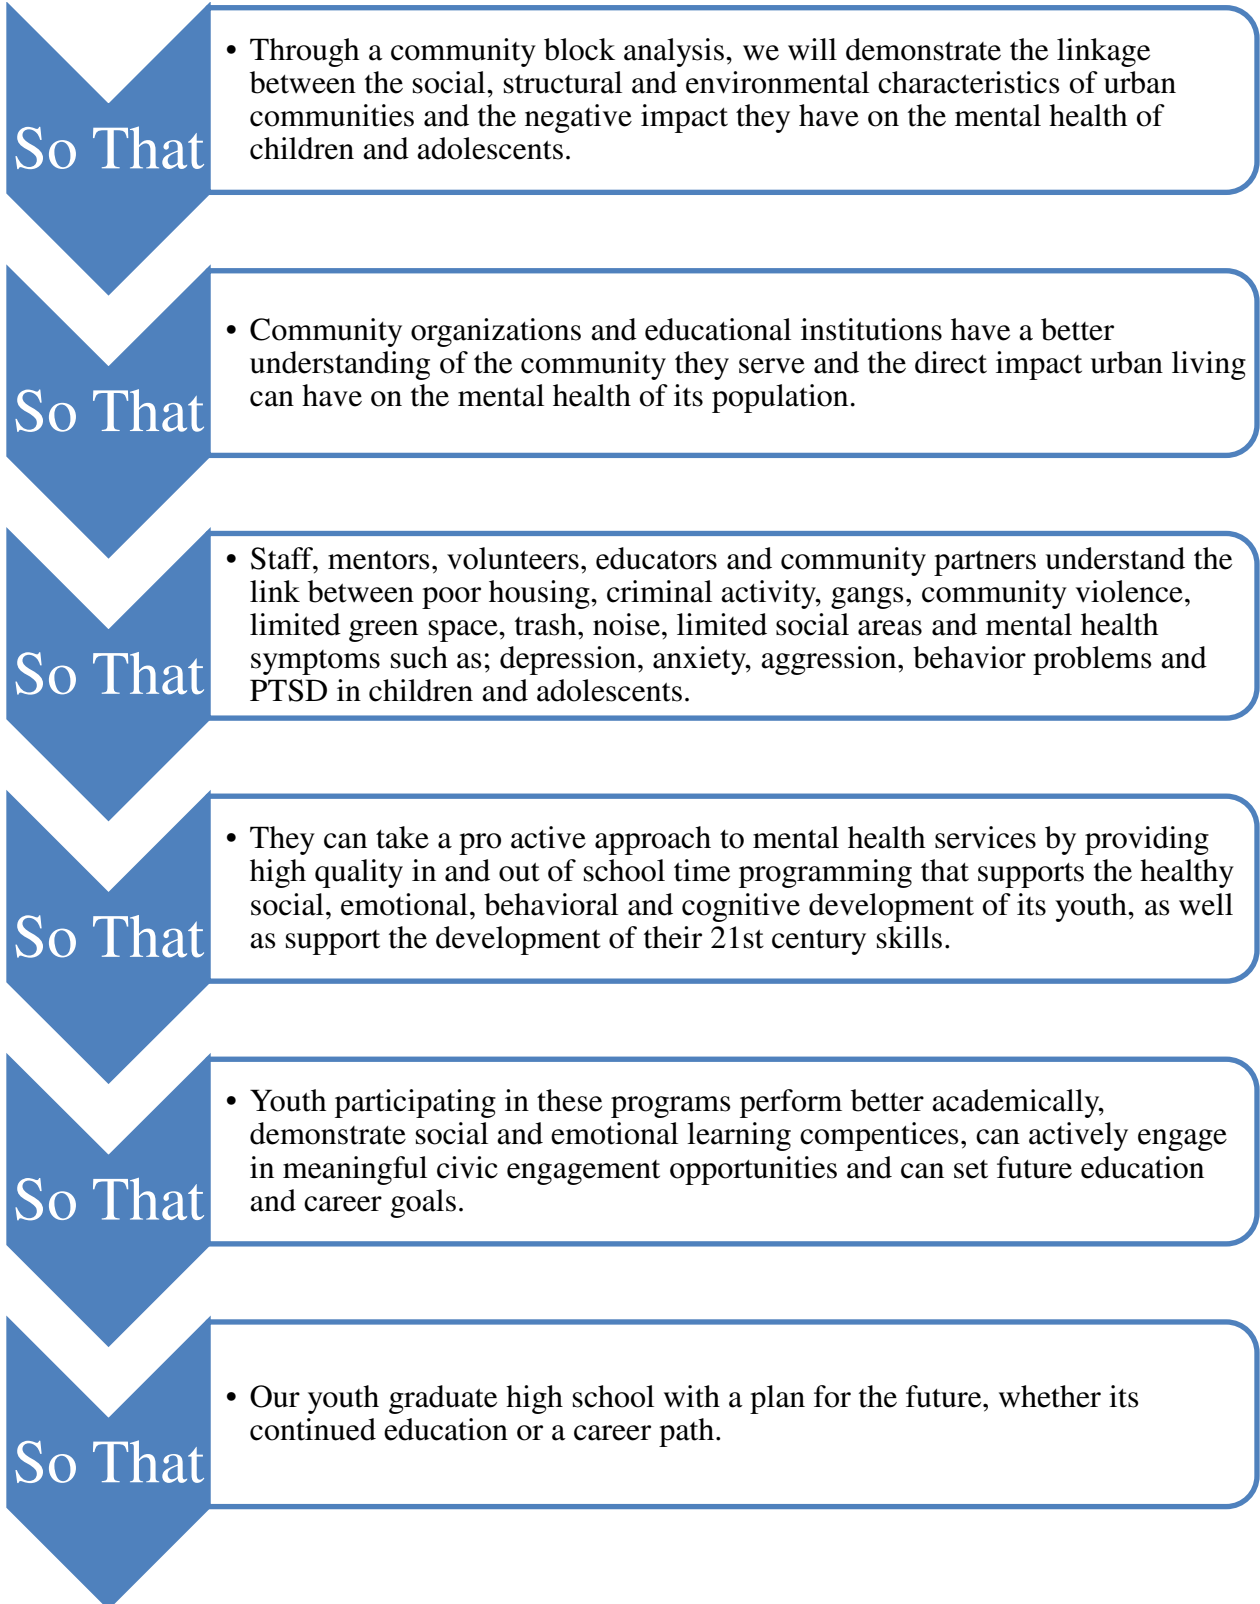 So That
• Through a community block analysis, we will demonstrate the linkage
between the social, structural and environmental characteristics of urban
communities and the negative impact they have on the mental health of
children and adolescents.
So That
• Community organizations and educational institutions have a better
understanding of the community they serve and the direct impact urban living
can have on the mental health of its population.
So That
• Staff, mentors, volunteers, educators and community partners understand the
link between poor housing, criminal activity, gangs, community violence,
limited green space, trash, noise, limited social areas and mental health
symptoms such as; depression, anxiety, aggression, behavior problems and
PTSD in children and adolescents.
So That
• They can take a pro active approach to mental health services by providing
high quality in and out of school time programming that supports the healthy
social, emotional, behavioral and cognitive development of its youth, as well
as support the development of their 21st century skills.
So That
• Youth participating in these programs perform better academically,
demonstrate social and emotional learning compentices, can actively engage
in meaningful civic engagement opportunities and can set future education
and career goals.
So That
• Our youth graduate high school with a plan for the future, whether its
continued education or a career path.